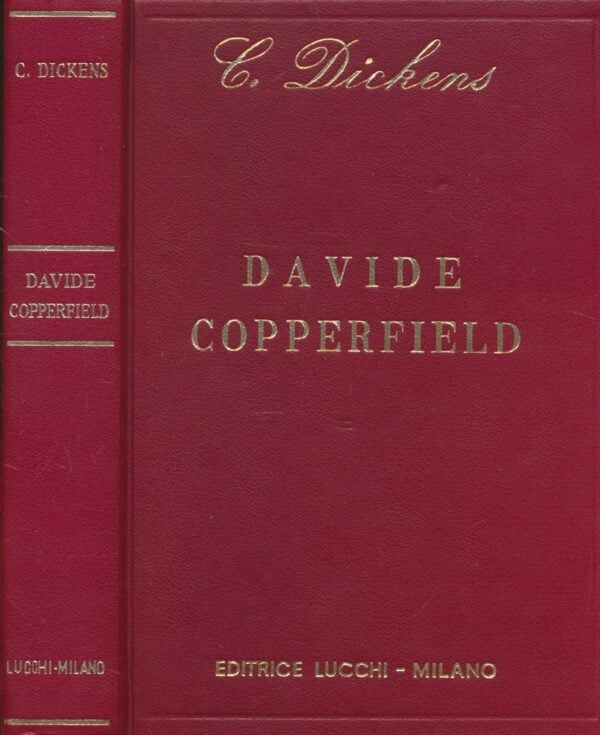 C. DICKENS
DAVIDE
COPPERFIELD
LUCCHI-MILANO
C. Dickens
DAVIDE
COPPERFIELD
EDITRICE LUCCHI - MILANO